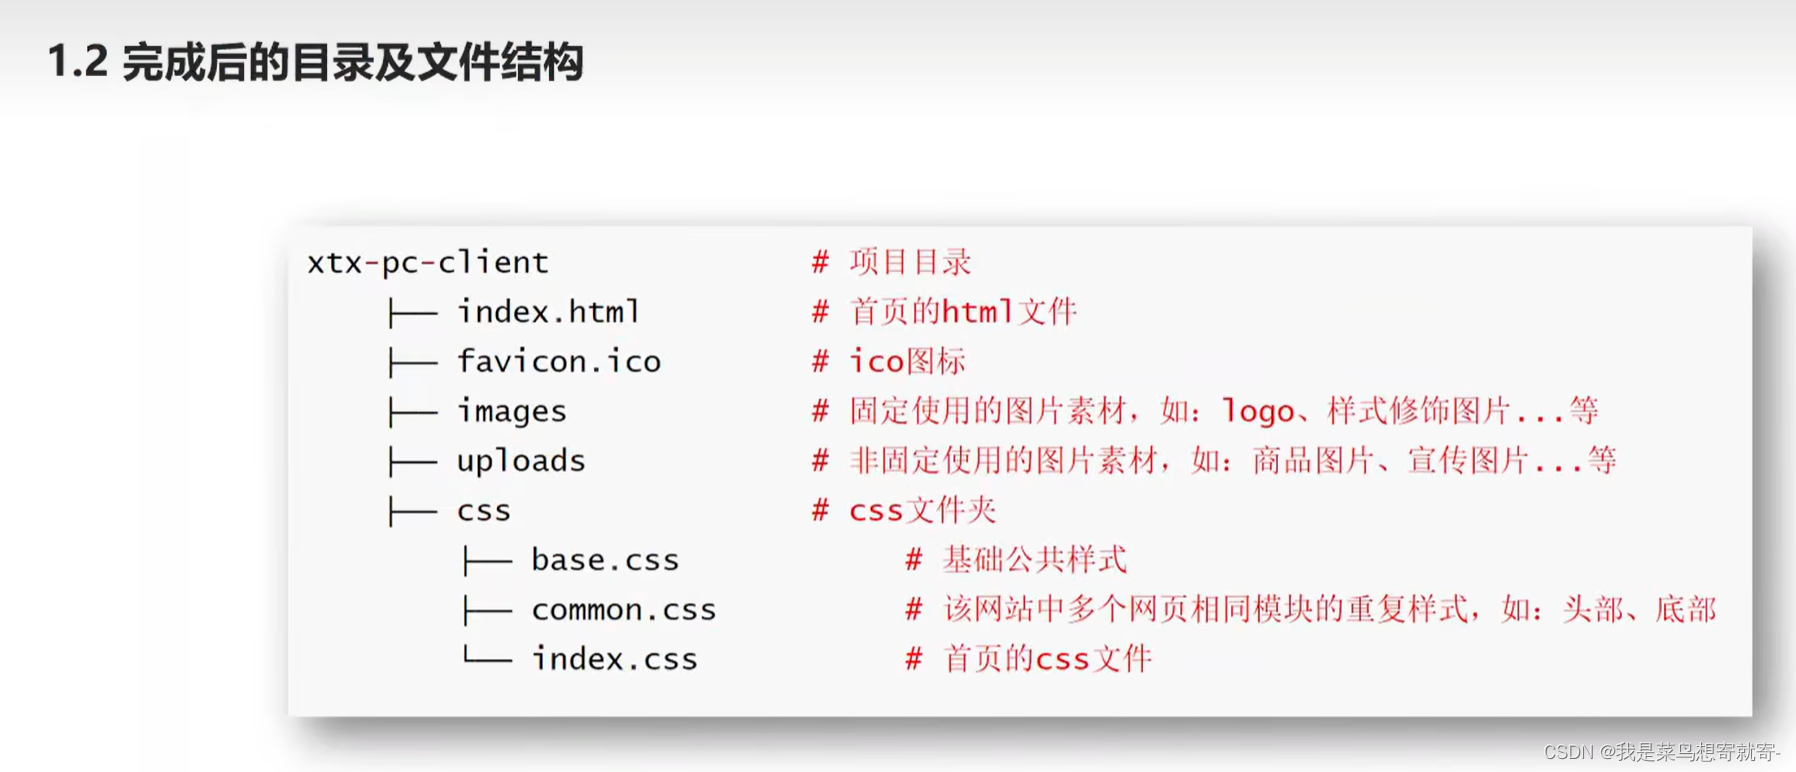 1.2 完成后的目录及文件结构
xtx-pc-client # 项目目录
├── index.html # 首页的html文件
├── favicon.ico # ico图标
├── images # 固定使用的图片素材，如：logo、样式修饰图片...等
├── uploads # 非固定使用的图片素材，如：商品图片、宣传图片...等
├── css # css文件夹
├── base.css # 基础公共样式
├── common.css # 该网站中多个网页相同模块的重复样式，如：头部、底部
└── index.css # 首页的css文件
CSDN @我是菜鸟想寄就寄-